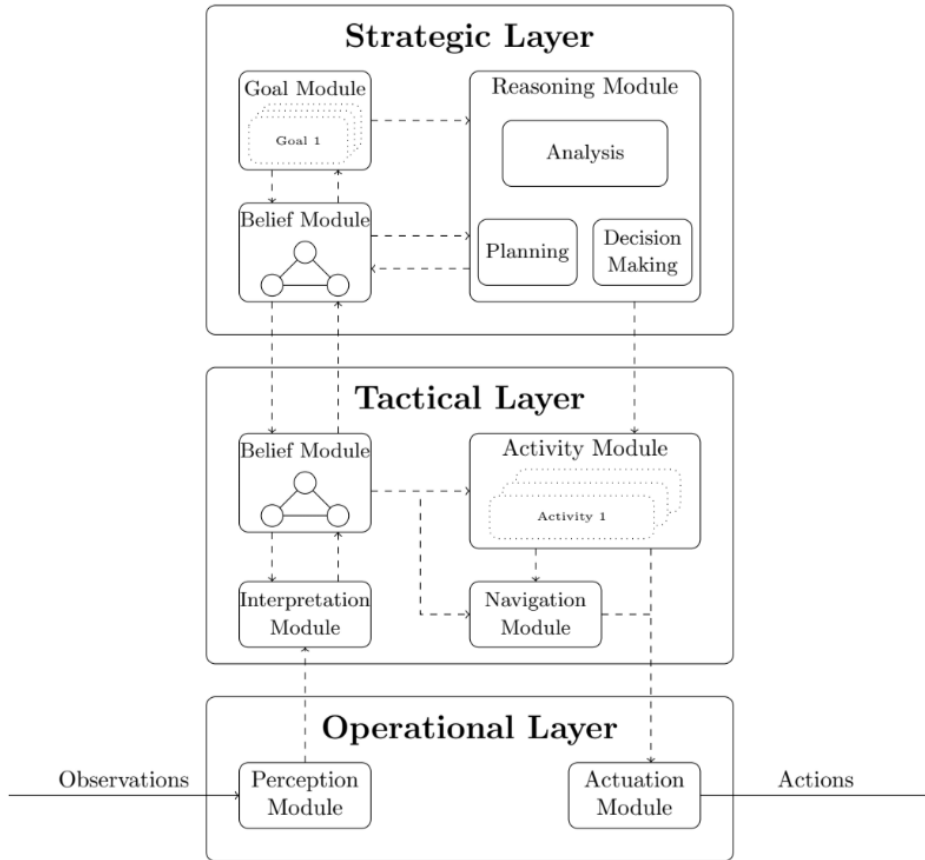 Strategic Layer
Goal Module
Goal 1
Reasoning Module
Analysis
Belief Module
Planning
Decision
Making
Tactical Layer
Belief Module
Activity Module
Activity 1
Interpretation
Module
Navigation
Module
Operational Layer
Observations
Perception
Module
Actuation
Module
Actions